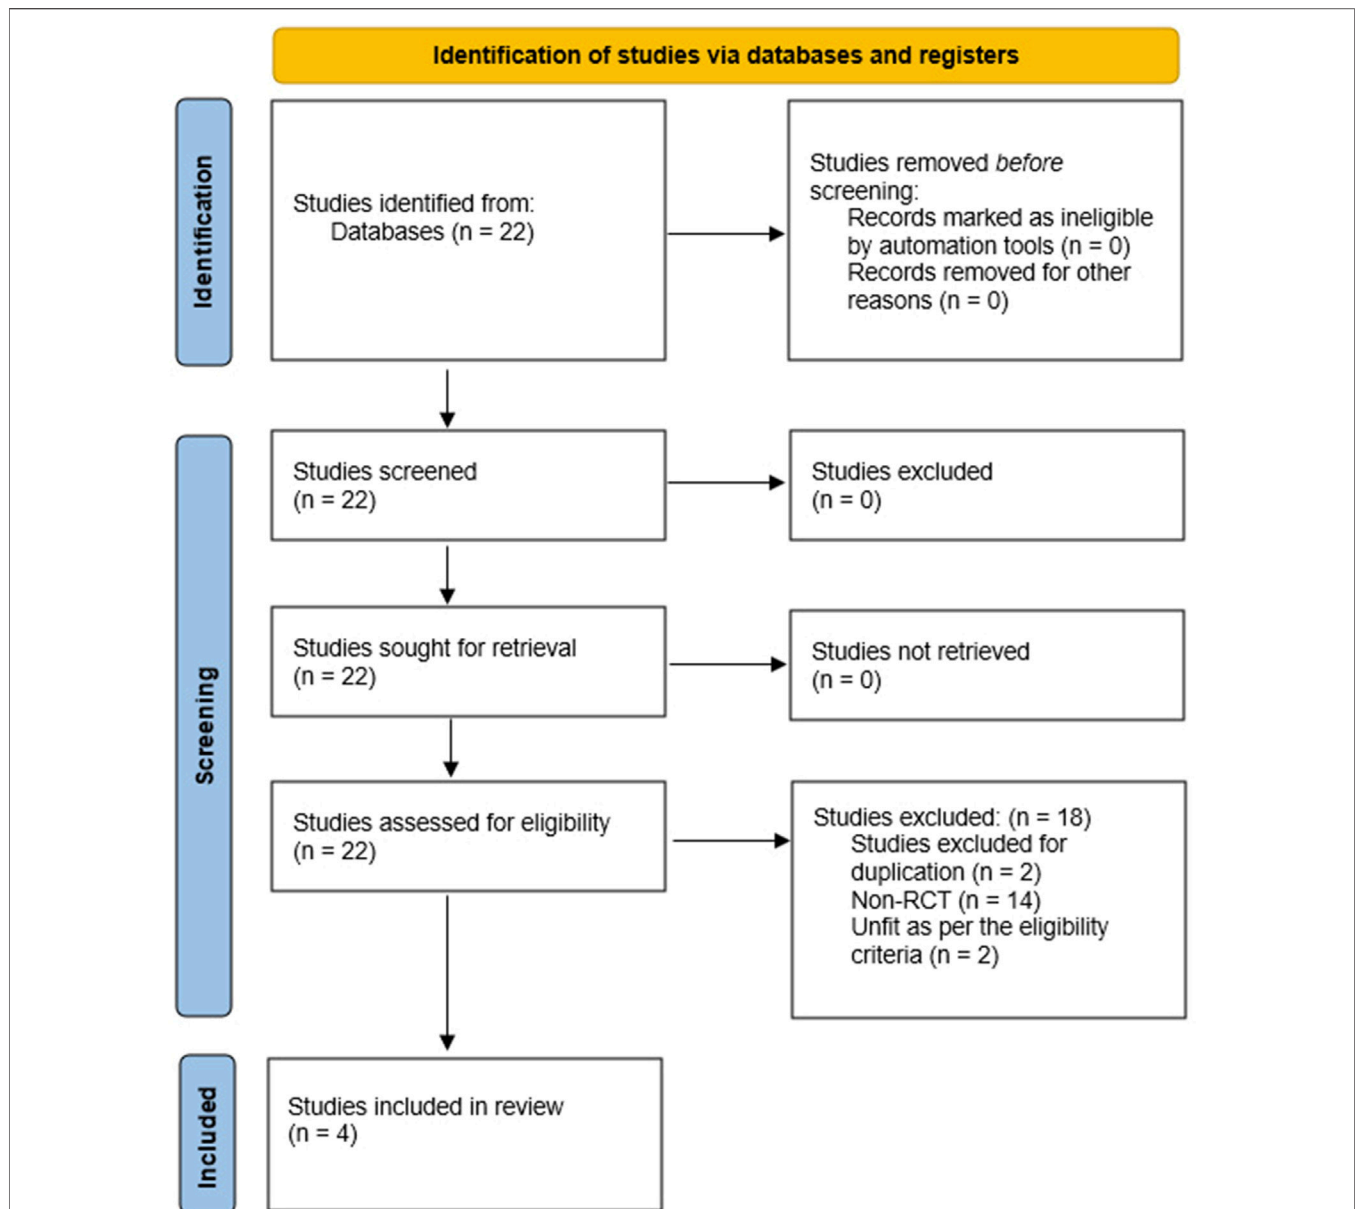 Identification of studies via databases and registers
Identification
Studies identified from:
Databases (n = 22)
Studies removed before
screening:
Records marked as ineligible
by automation tools (n = 0)
Records removed for other
reasons (n = 0)
Screening
Studies screened
(n = 22)
Studies excluded
(n = 0)
Studies sought for retrieval
(n = 22)
Studies not retrieved
(n = 0)
Studies assessed for eligibility
(n = 22)
Studies excluded: (n = 18)
Studies excluded for
duplication (n = 2)
Non-RCT (n = 14)
Unfit as per the eligibility
criteria (n = 2)
Included
Studies included in review
(n = 4)